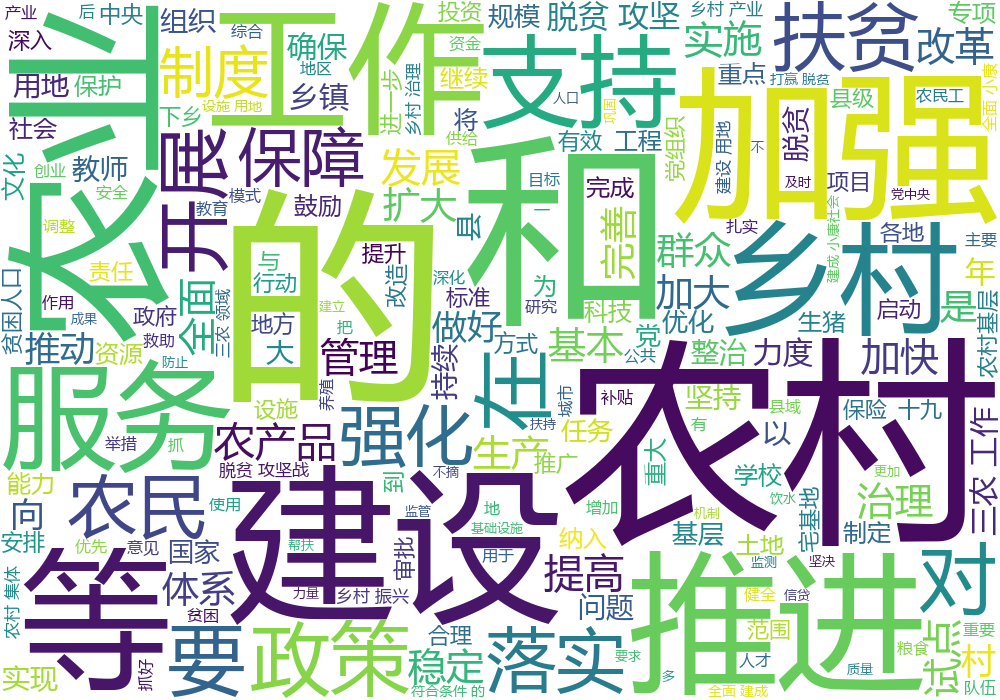 产业
后 中央
深入
组织
综合
规模
脱贫 攻坚
乡村 产业
专项
投资
农业
工作
支持
实施
扶贫
改革
制度
确保
地区
资金
继续
用地
保护
重点
打赢 脱贫
全面 小康
下乡
设施 用地
乡镇
进一步
乡村 治理
将
人口
巩固
县级
农民工
社会
供给
有效
工程
党组织
建设 用地
不
脱贫
加强
文化
创业
教师
开展
保障
发展
和
目标
完成
及时
项目
党中央
安全
教育
模式
鼓励
扩大
县
一
完善
群众
建成 小康社会
扎实
各地
主要
调整
责任
的
与
行动
提升
改造
深化
为
研究
科技
加大
乡村
年
贫困人口
作用
成果
政府
救助
全面
三农 领域
地方
大
建立
把
标准
做好
党
优化
生猪
启动
是
农村基层
推动
资源
防止
管理
持续
方式
基本
公共
整治
力度
加快
服务
设施
养殖
在
扶持
城市
补贴
坚持
县域
保险
十九
农村
举措
抓
农产品
强化
生产
任务
有
以
三农 工作
脱贫 攻坚战
不摘
到
推广
重大
学校
更加
能力
农民
使用
建设
监管
地
增加
饮水
宅基地
治理
向
基础设施
机制
安排
优先
意见
国家
帮扶
审批
用于
纳入
基层
土地
制定
等
体系
力量
乡村 振兴
提高
推进
监测
坚决
对
农村 集体
贫困
问题
健全
信贷
实现
抓好
要
政策
合理
稳定
落实
要求
范围
人才
粮食
试点
重要
村
符合条件 的
多
全面 建成
质量
队伍